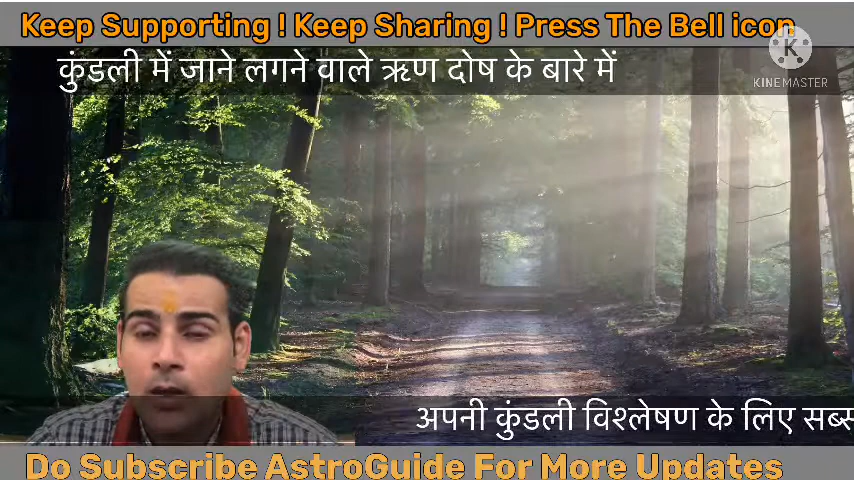 Keep Supporting ! Keep Sharing ! Press The Bell icon
K
KINEMASTER
कुंडली में जाने लगने वाले ऋण दोष के बारे में
अपनी कुंडली विश्लेषण के लिए
Do Subscribe AstroGuide For More Updates